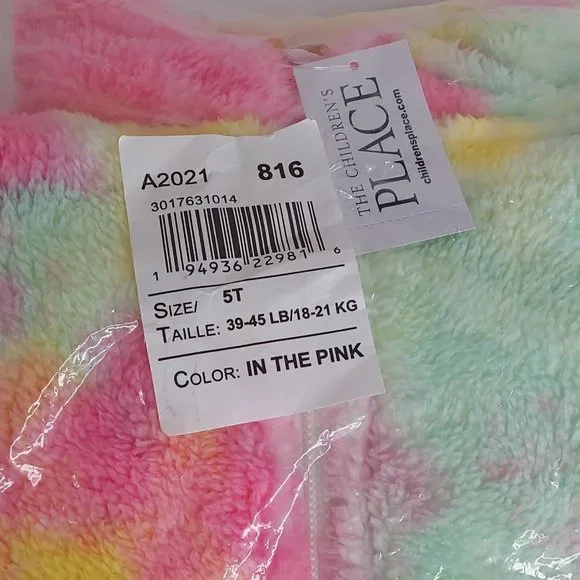 THE CHILDREN'S
PLACE
childrensplace.com
A2021 816
3017631014
1 94936 22981 6
SIZE/ 5T
TAILLE: 39-45 LB/18-21 KG
COLOR: IN THE PINK